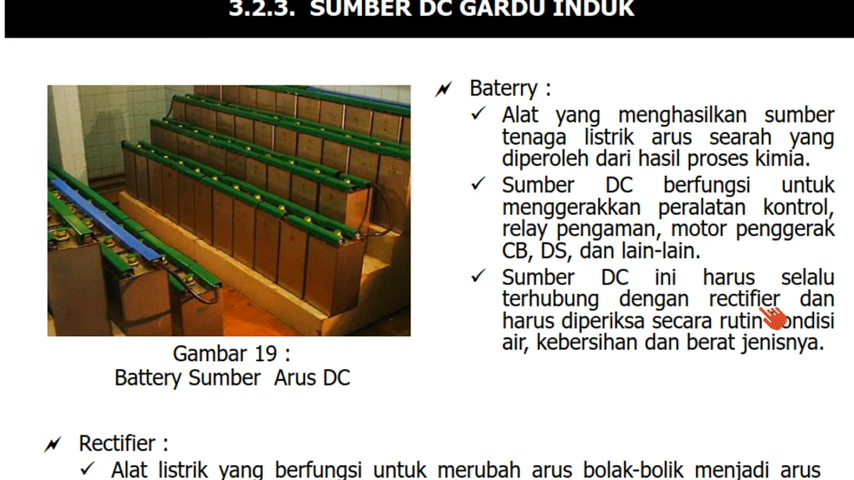 3.2.3. SUMBER DC GARDU INDUK
Baterry :
Alat yang menghasilkan sumber
tenaga listrik arus searah yang
diperoleh dari hasil proses kimia.
Sumber DC berfungsi untuk
menggerakkan peralatan kontrol,
relay pengaman, motor penggerak
CB, DS, dan lain-lain.
Sumber DC ini harus selalu
terhubung dengan rectifier dan
harus diperiksa secara rutin kondisi
air, kebersihan dan berat jenisnya.
Gambar 19 :
Battery Sumber Arus DC
Rectifier :
Alat listrik yang berfungsi untuk merubah arus bolak-bolik menjadi arus